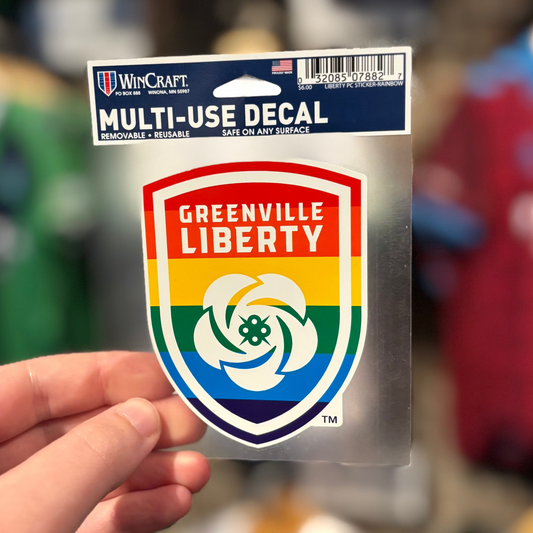 WINCRAFT.
PO BOX 888 WINONA, MN 55987
0 32085 07882 7
$6.00 LIBERTY PC STICKER-RAINBOW
MULTI-USE DECAL
REMOVABLE • REUSABLE SAFE ON ANY SURFACE
GREENVILLE
LIBERTY
TM